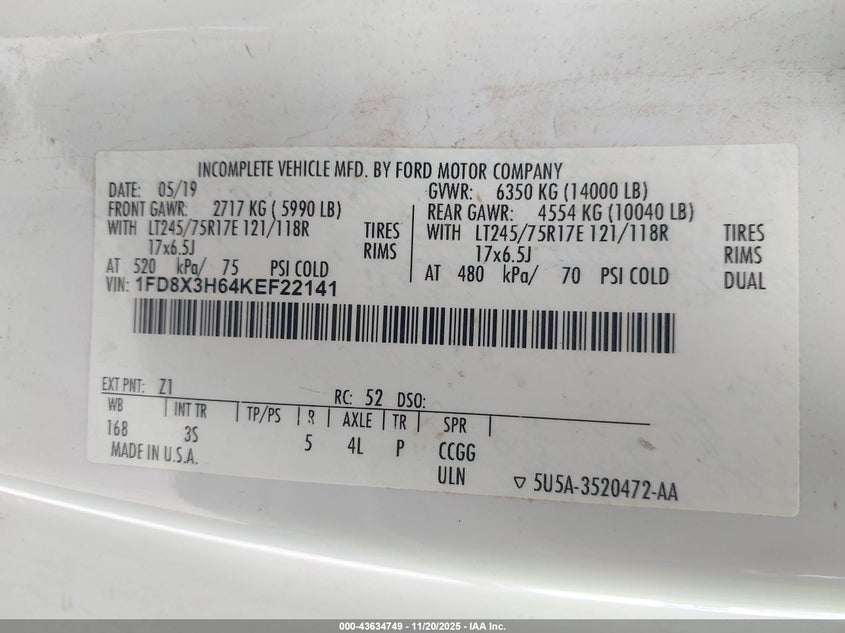 INCOMPLETE VEHICLE MFD. BY FORD MOTOR COMPANY
DATE: 05/19 GVWR: 6350 KG (14000 LB)
FRONT GAWR: 2717 KG ( 5990 LB) REAR GAWR: 4554 KG (10040 LB)
WITH LT245/75R17E 121/118R TIRES WITH LT245/75R17E 121/118R TIRES
17x6.5J RIMS 17x6.5J RIMS
AT 520 kPa/ 75 PSI COLD AT 480 kPa/ 70 PSI COLD DUAL
VIN: 1FD8X3H64KEF22141
EXT PNT: Z1 RC: 52 DSO:
WB INT TR TP/PS R AXLE TR SPR
168 3S 5 4L P CCGG
MADE IN U.S.A. ULN ▽ 5U5A-3520472-AA
000-43634749 - 11/20/2025 - IAA Inc.